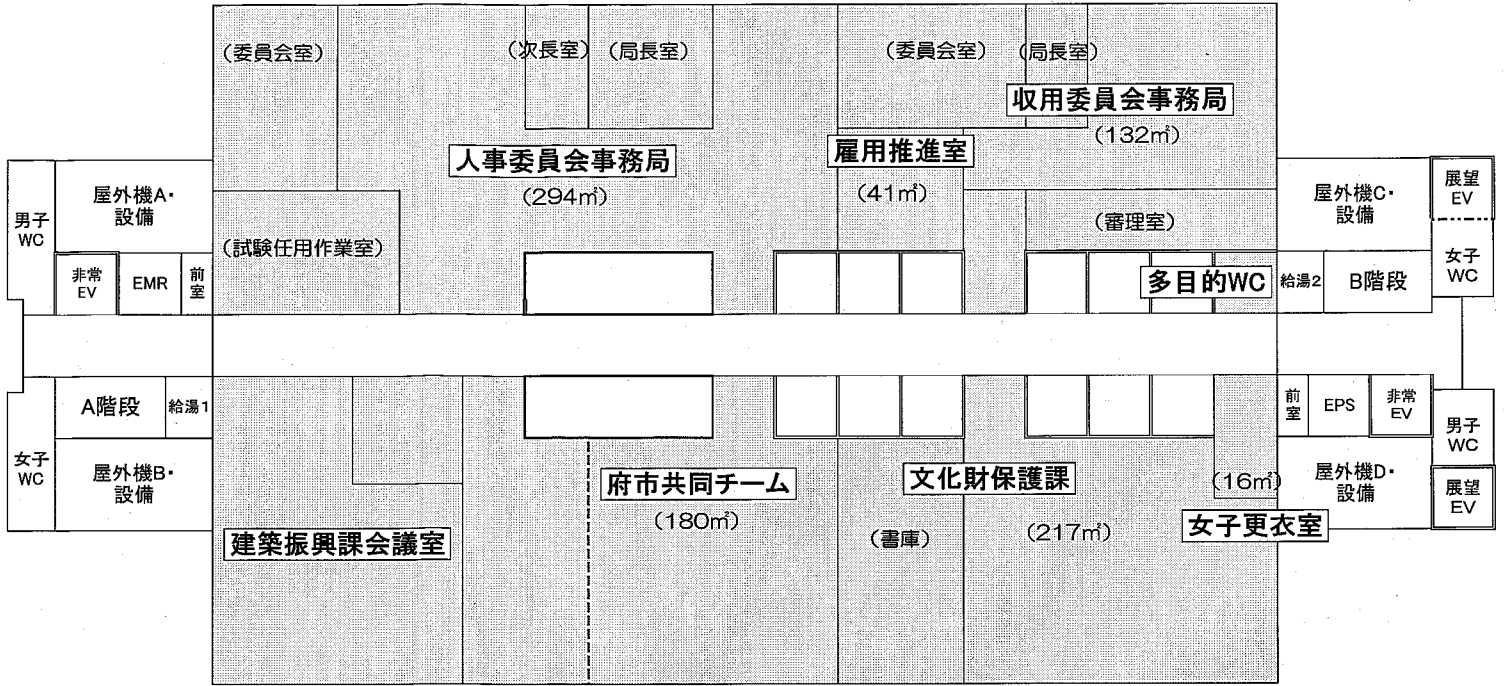 (委員会室)
(次長室)
(局長室)
(委員会室)
(局長室)
収用委員会事務局
(132㎡)
人事委員会事務局
(294㎡)
雇用推進室
(41㎡)
男子
WC
屋外機A・
設備
屋外機C・
設備
展望
EV
(試験任用作業室)
(審理室)
非常
EV
EMR
前
室
多目的WC
給湯2
B階段
女子
WC
A階段
給湯1
前
室
EPS
非常
EV
男子
WC
女子
WC
屋外機B・
設備
府市共同チーム
(180㎡)
文化財保護課
(217㎡)
(16㎡)
屋外機D・
設備
展望
EV
建築振興課会議室
(書庫)
女子更衣室